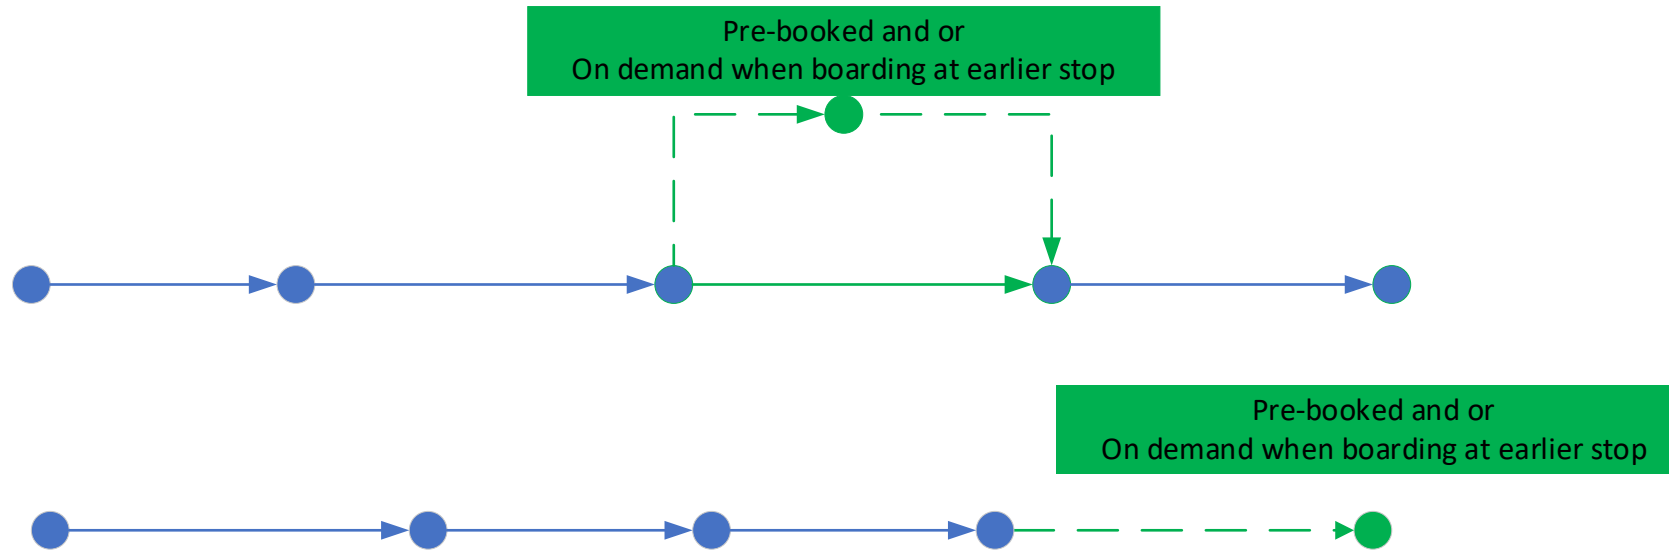 Pre-booked and or
On demand when boarding at earlier stop
Pre-booked and or
On demand when boarding at earlier stop